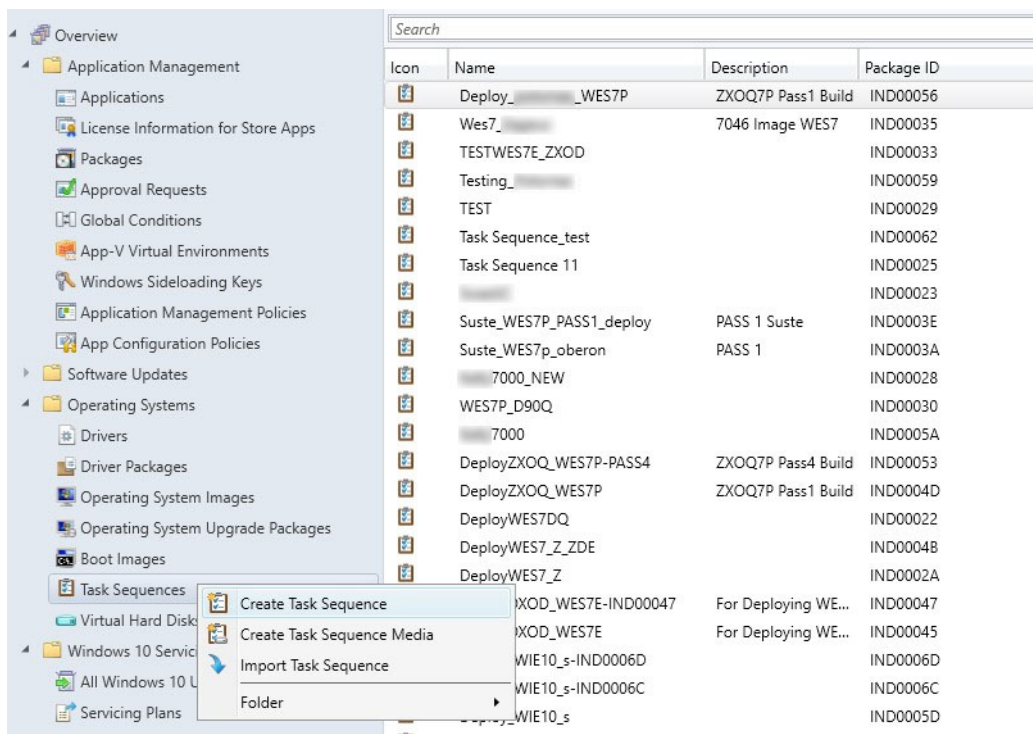 Overview
Application Management
Applications
License Information for Store Apps
Packages
Approval Requests
Global Conditions
App-V Virtual Environments
Windows Sideloading Keys
Application Management Policies
App Configuration Policies
Software Updates
Operating Systems
Drivers
Driver Packages
Operating System Images
Operating System Upgrade Packages
Boot Images
Task Sequences
Virtual Hard Disk
Windows 10 Servici
All Windows 10 U
Servicing Plans
Create Task Sequence
Create Task Sequence Media
Import Task Sequence
Folder
Search
Icon Name Description Package ID
Deploy_ _WES7P ZXOQ7P Pass1 Build IND00056
Wes7_ 7046 Image WES7 IND00035
TESTWES7E_ZXOD IND00033
Testing_ IND00059
TEST IND00029
Task Sequence_test IND00062
Task Sequence 11 IND00025
IND00023
Suste_WES7P_PASS1_deploy PASS 1 Suste IND0003E
Suste_WES7p_oberon PASS 1 IND0003A
7000_NEW IND00028
WES7P_D90Q IND00030
7000 IND0005A
DeployZXOQ_WES7P-PASS4 ZXOQ7P Pass4 Build IND00053
DeployZXOQ_WES7P ZXOQ7P Pass1 Build IND0004D
DeployWES7DQ IND00022
DeployWES7_Z_ZDE IND0004B
DeployWES7_Z IND0002A
XOD_WES7E-IND00047 For Deploying WE... IND00047
XOD_WES7E For Deploying WE... IND00045
WIE10_s-IND0006D IND0006D
WIE10_s-IND0006C IND0006C
WIE10_s IND0005D